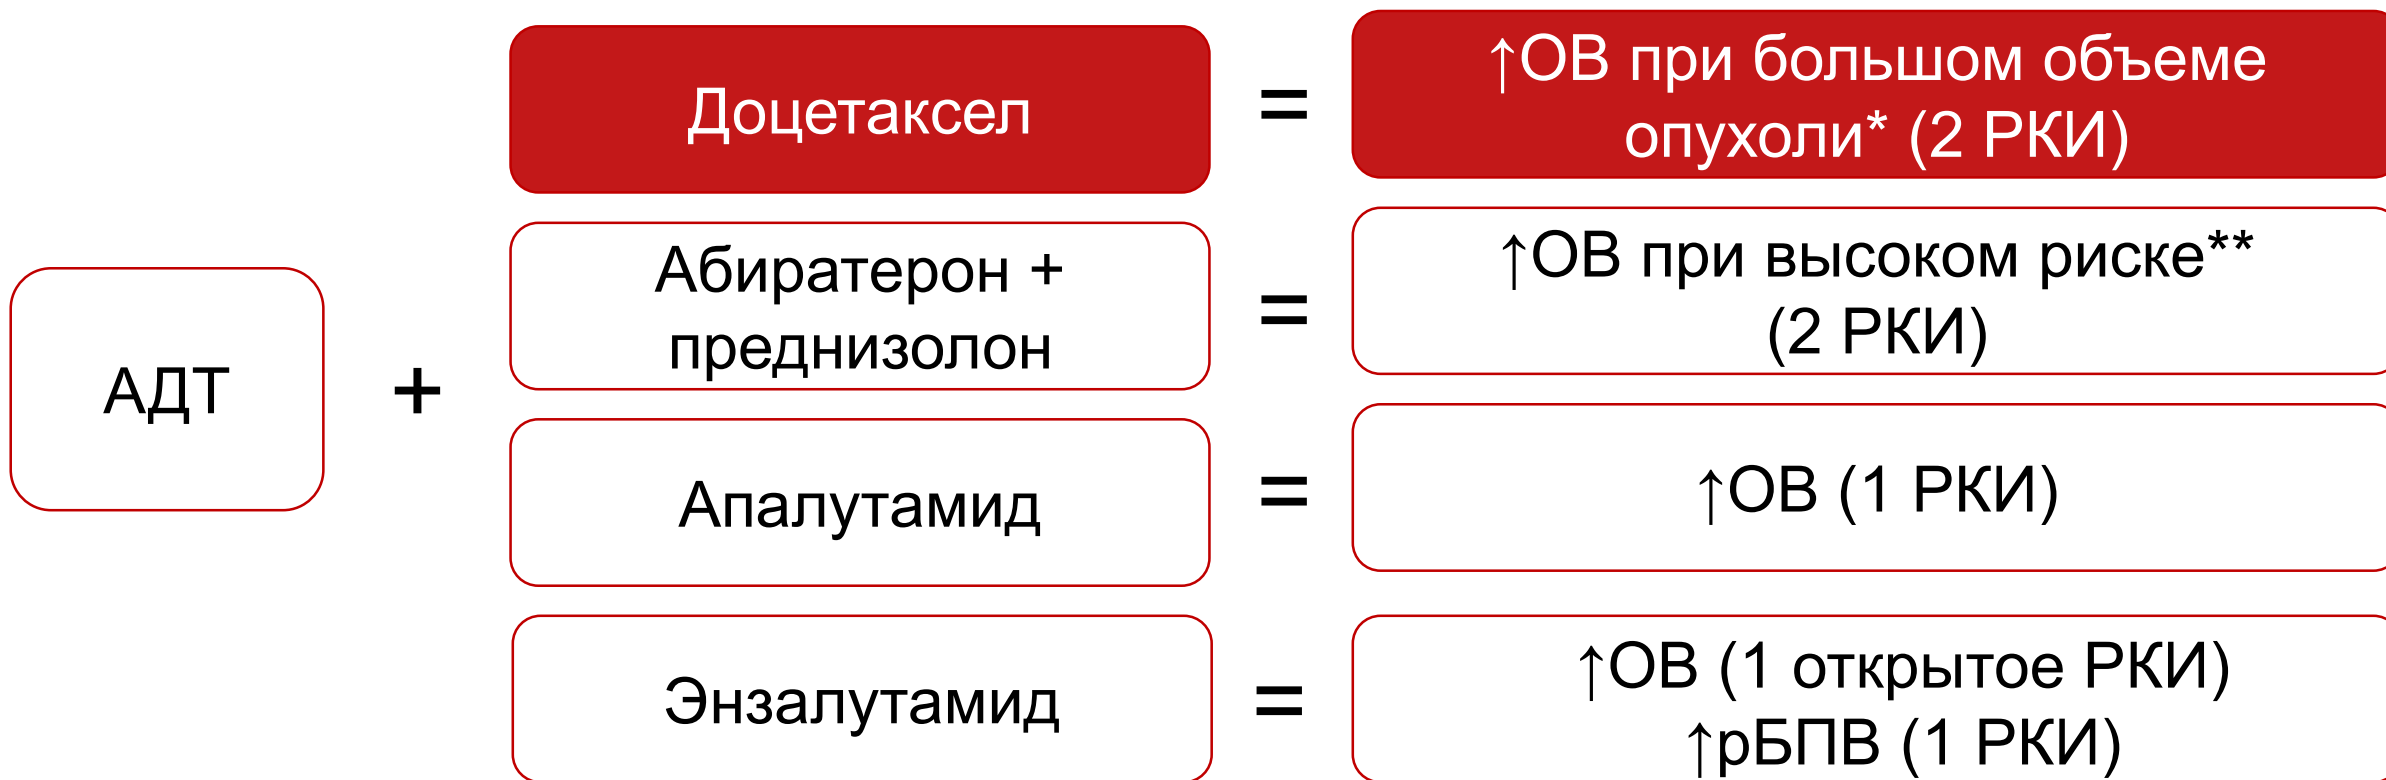 АДТ
+
Доцетаксел
=
↑ОВ при большом объеме
опухоли* (2 РКИ)
Абиратерон +
преднизолон
=
↑ОВ при высоком риске**
(2 РКИ)
Апалутамид
=
↑ОВ (1 РКИ)
Энзалутамид
=
↑ОВ (1 открытое РКИ)
↑рБПВ (1 РКИ)